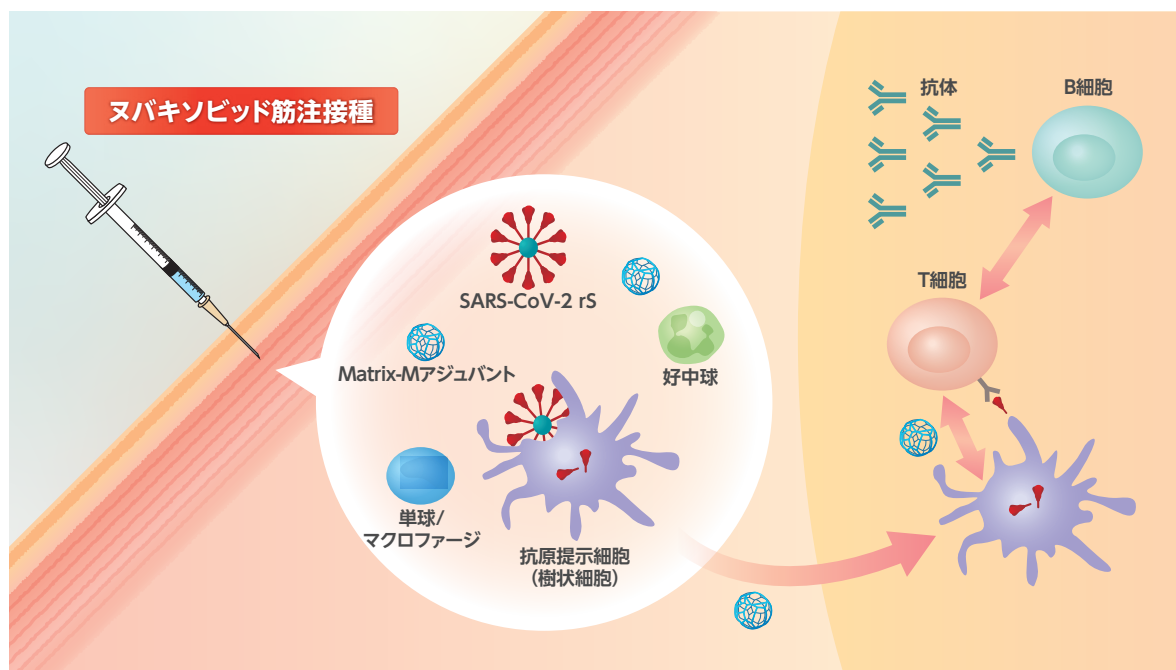 ヌバキソビッド筋注接種
抗体
B細胞
T細胞
SARS-CoV-2 rS
Matrix-Mアジュバント
好中球
単球/
マクロファージ
抗原提示細胞
(樹状細胞)